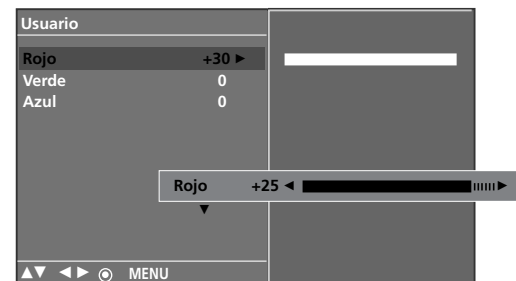 Usuario
Rojo +30 ►
Verde 0
Azul 0
Rojo +25 ◄ ►
▼
▲▼ ◄► ◉ MENU